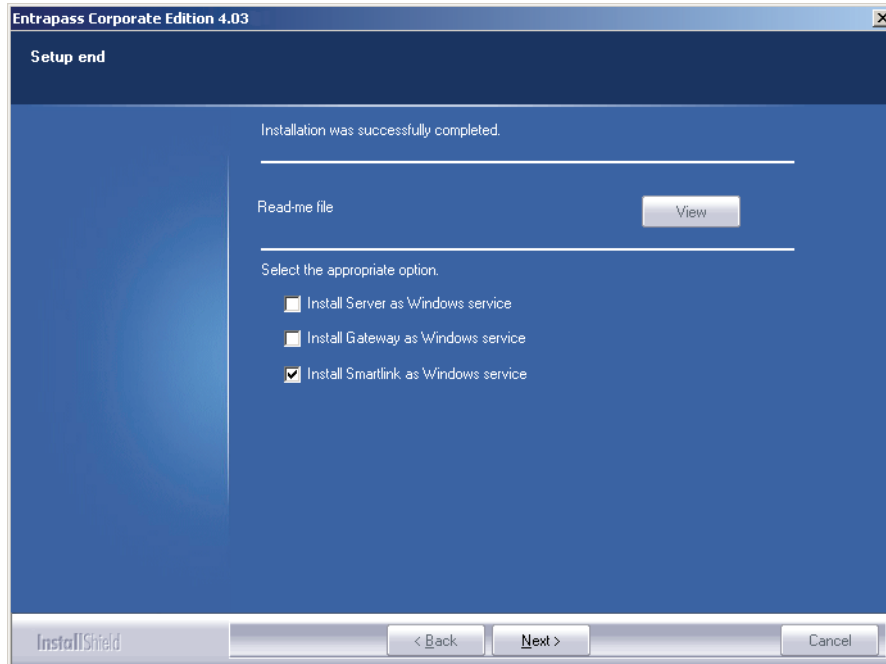 Entrapass Corporate Edition 4.03
Setup end
Installation was successfully completed.
Read-me file
View
Select the appropriate option.
Install Server as Windows service
Install Gateway as Windows service
Install Smartlink as Windows service
InstallShield
< Back
Next >
Cancel